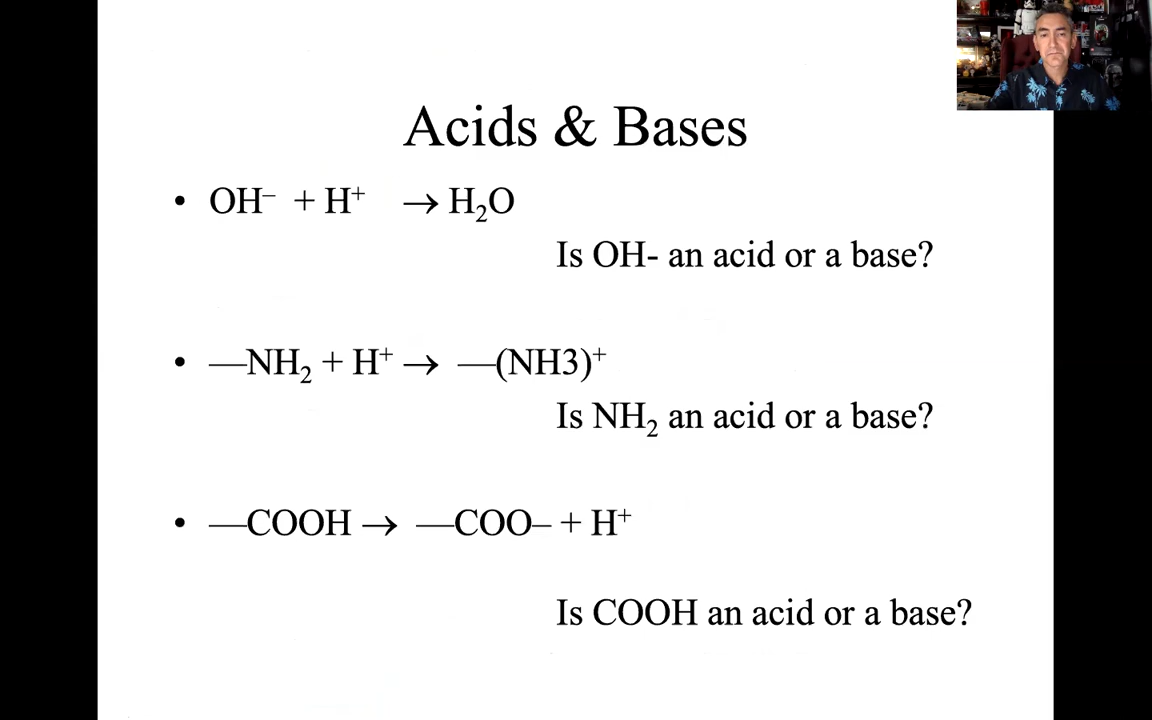 Acids & Bases
• OH⁻ + H⁺ → H₂O
Is OH- an acid or a base?
• —NH₂ + H⁺ → —(NH3)⁺
Is NH₂ an acid or a base?
• —COOH → —COO– + H⁺
Is COOH an acid or a base?